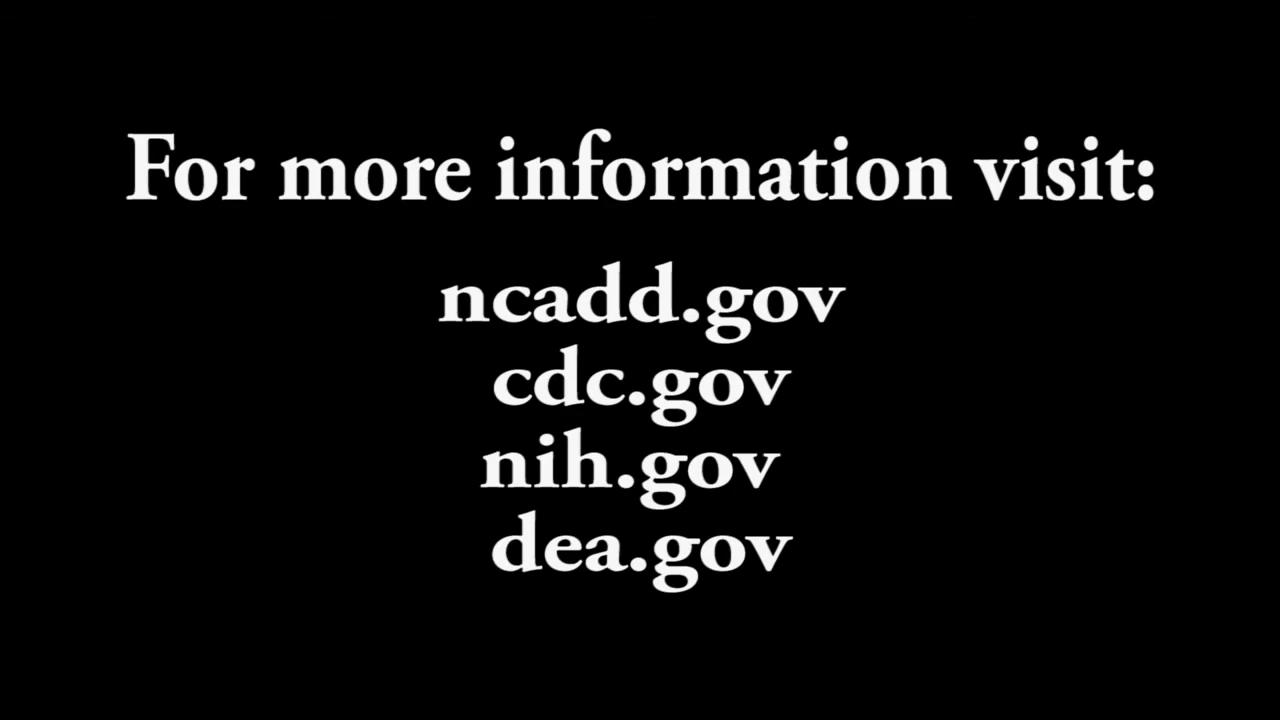 For more information visit:
ncadd.gov
cdc.gov
nih.gov
dea.gov